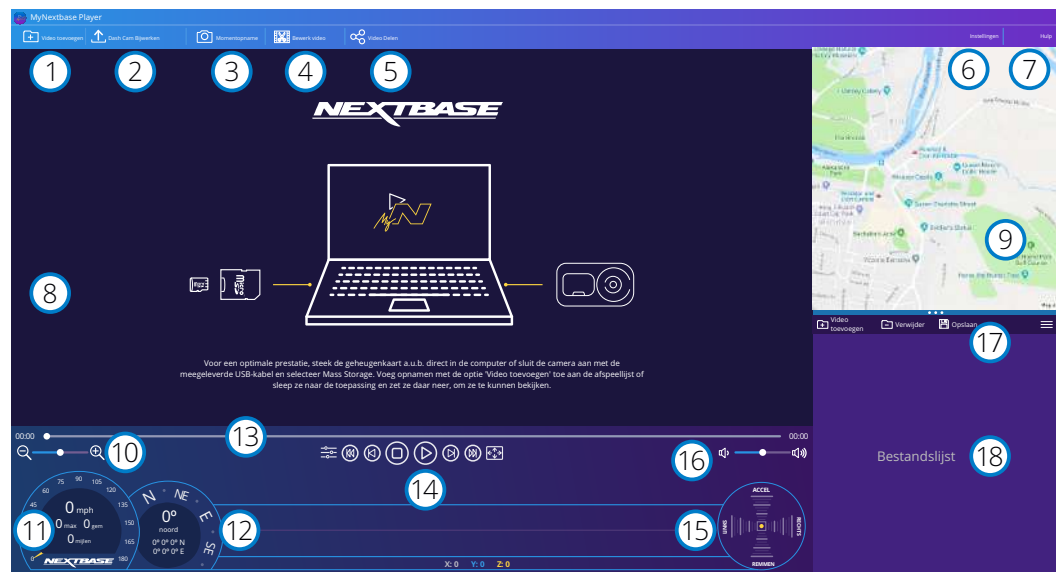 MyNextbase Player
Video toevoegen
Dash Cam Bijwerken
Momentopname
Bewerk video
Video Delen
Instellingen
Hulp
1
2
3
4
5
6
7
NEXTBASE
My N
8
9
Voor een optimale prestatie, steek de geheugenkaart a.u.b. direct in de computer of sluit de camera aan met de
meegeleverde USB-kabel en selecteer Mass Storage. Voeg opnamen met de optie 'Video toevoegen' toe aan de afspeellijst of
sleep ze naar de toepassing en zet ze daar neer, om ze te kunnen bekijken.
Video
toevoegen
Verwijder
Opslaan
17
Bestandslijst
18
00:00
13
00:00
10
14
16
60
75
90
105
120
45
135
150
165
180
0
0 mph
0 max 0 gem
0 mijlen
NEXTBASE
11
N
NE
E
SE
0°
noord
0° 0° 0° N
0° 0° 0° E
12
X: 0
Y: 0
Z: 0
15
ACCEL
LINKS
RECHTS
REMMEN